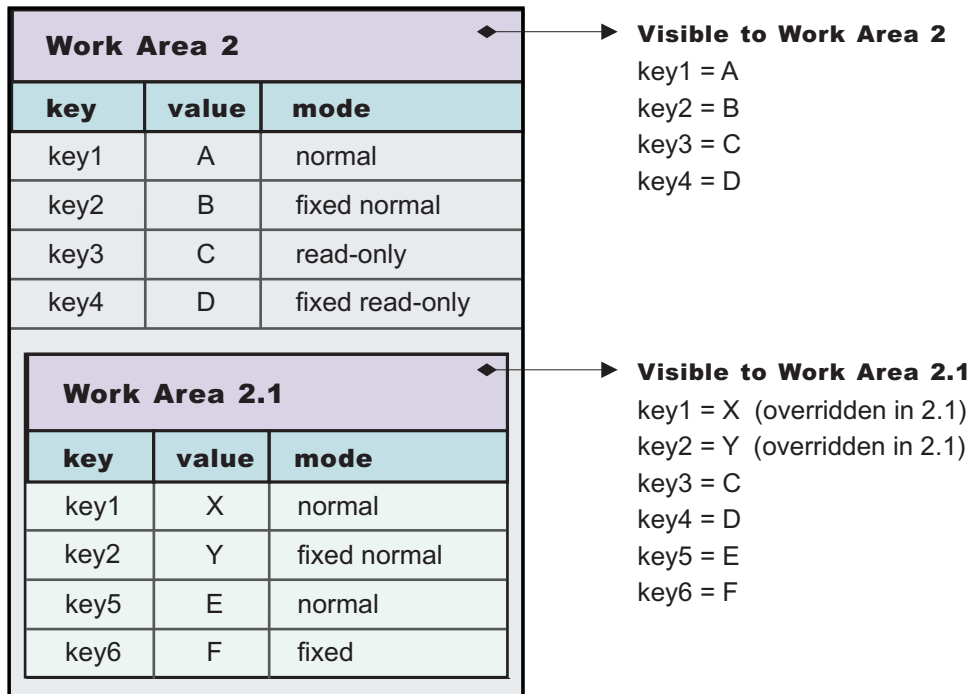 Work Area 2
key value mode
key1 A normal
key2 B fixed normal
key3 C read-only
key4 D fixed read-only
Visible to Work Area 2
key1 = A
key2 = B
key3 = C
key4 = D
Work Area 2.1
key value mode
key1 X normal
key2 Y fixed normal
key5 E normal
key6 F fixed
Visible to Work Area 2.1
key1 = X (overridden in 2.1)
key2 = Y (overridden in 2.1)
key3 = C
key4 = D
key5 = E
key6 = F